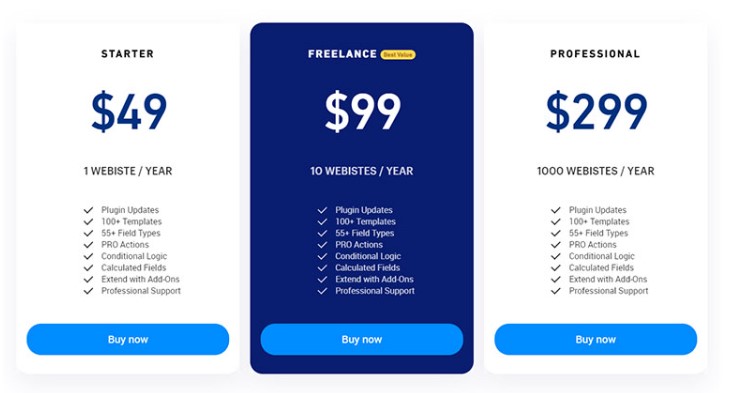 STARTER
$49
1 WEBISTE / YEAR
Plugin Updates
100+ Templates
55+ Field Types
PRO Actions
Conditional Logic
Calculated Fields
Extend with Add-Ons
Professional Support
Buy now
FREELANCE Best Value
$99
10 WEBISTES / YEAR
Plugin Updates
100+ Templates
55+ Field Types
PRO Actions
Conditional Logic
Calculated Fields
Extend with Add-Ons
Professional Support
Buy now
PROFESSIONAL
$299
1000 WEBISTES / YEAR
Plugin Updates
100+ Templates
55+ Field Types
PRO Actions
Conditional Logic
Calculated Fields
Extend with Add-Ons
Professional Support
Buy now